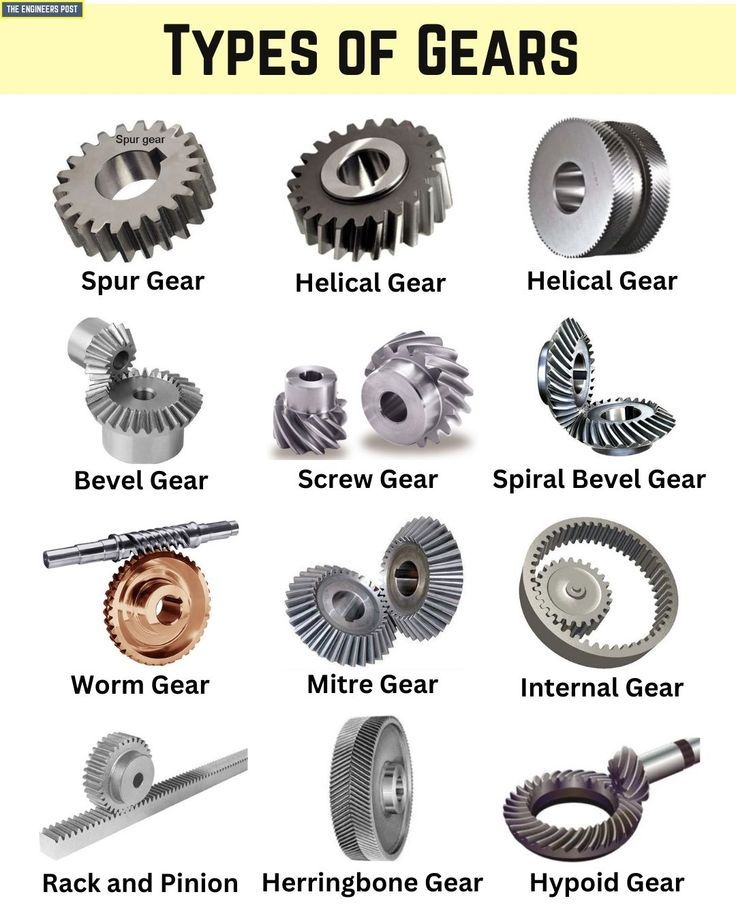 THE ENGINEERS POST
TYPES OF GEARS
Spur gear
Spur Gear
Helical Gear
Helical Gear
Bevel Gear
Screw Gear
Spiral Bevel Gear
Worm Gear
Mitre Gear
Internal Gear
Rack and Pinion
Herringbone Gear
Hypoid Gear